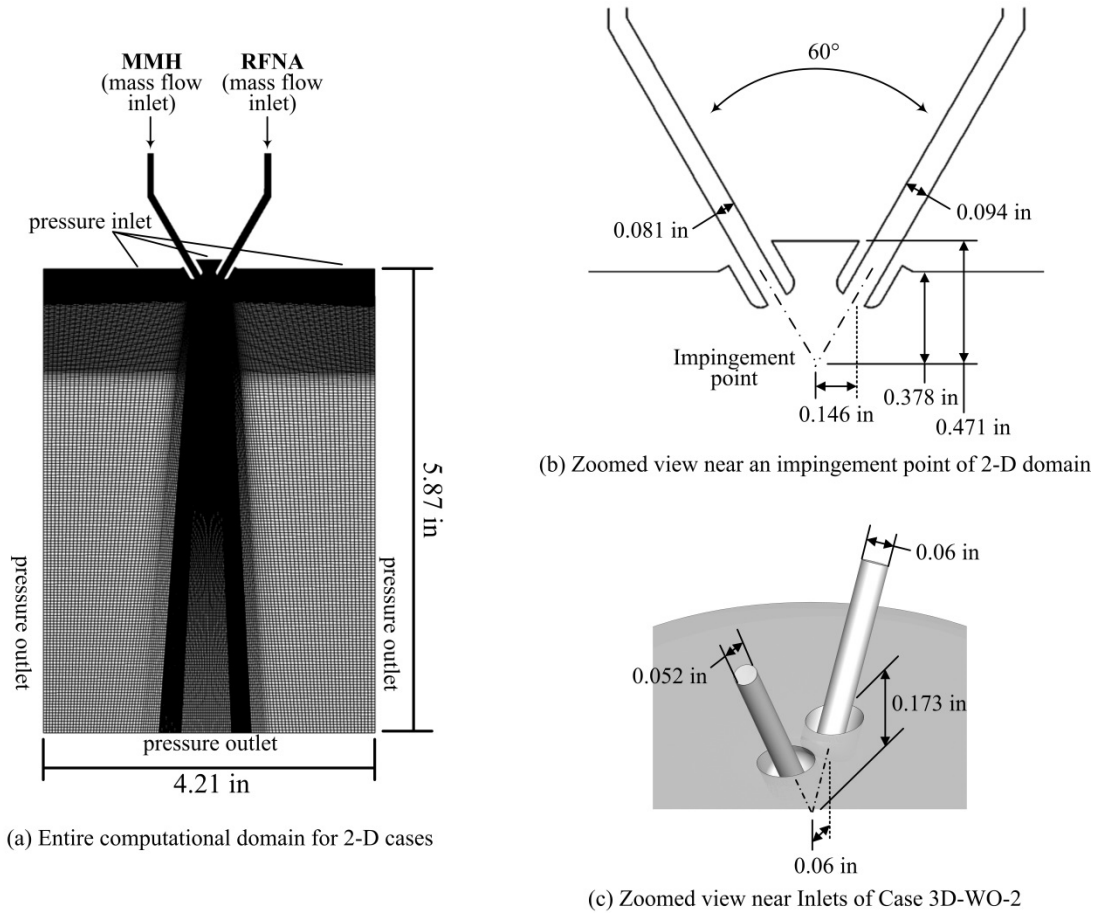 MMH
(mass flow
inlet)
RFNA
(mass flow
inlet)
pressure inlet
pressure outlet
pressure outlet
pressure outlet
5.87 in
4.21 in
(a) Entire computational domain for 2-D cases
60°
0.081 in
0.094 in
Impingement
point
0.146 in
0.378 in
0.471 in
(b) Zoomed view near an impingement point of 2-D domain
0.06 in
0.052 in
0.173 in
0.06 in
(c) Zoomed view near Inlets of Case 3D-WO-2